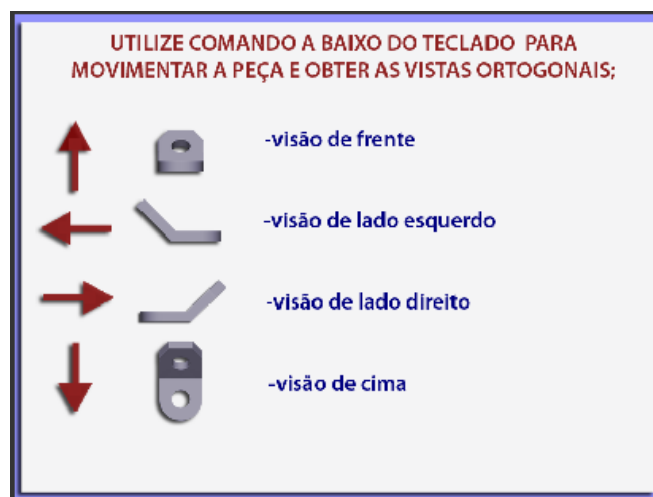 UTILIZE COMANDO A BAIXO DO TECLADO PARA
MOVIMENTAR A PEÇA E OBTER AS VISTAS ORTOGONAIS;
-visão de frente
-visão de lado esquerdo
-visão de lado direito
-visão de cima